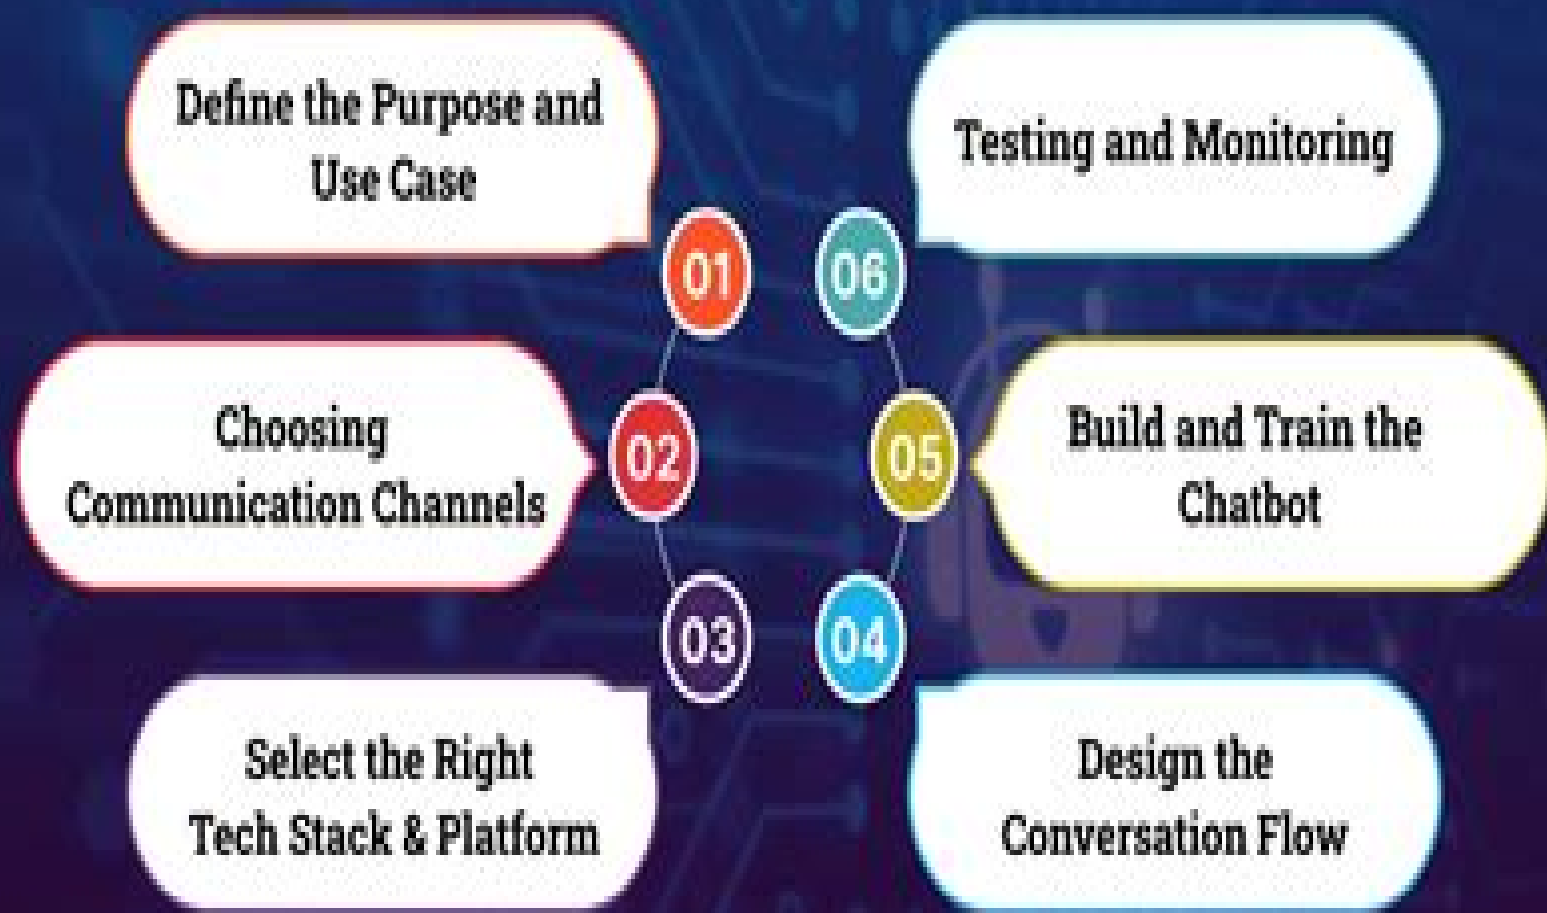 01
Define the Purpose and
Use Case
02
Choosing
Communication Channels
03
Select the Right
Tech Stack & Platform
04
Design the
Conversation Flow
05
Build and Train the
Chatbot
06
Testing and Monitoring